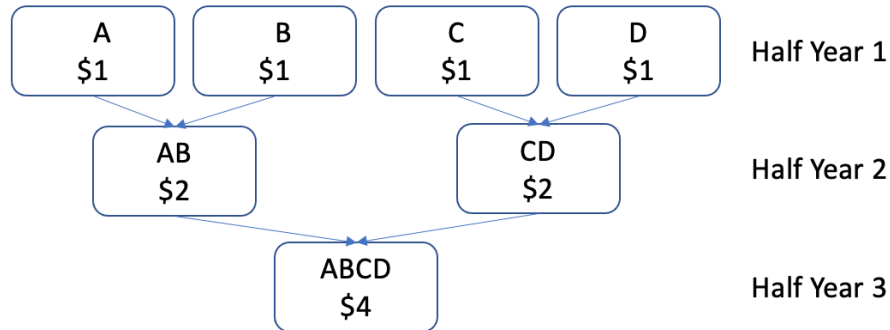 A B C D
$1 $1 $1 $1 Half Year 1
AB CD
$2 $2 Half Year 2
ABCD
$4 Half Year 3